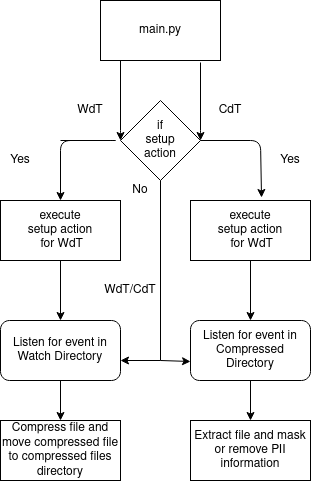 main.py
WdT
CdT
if
setup
action
Yes
Yes
No
execute
setup action
for WdT
execute
setup action
for WdT
WdT/CdT
Listen for event in
Watch Directory
Listen for event in
Compressed
Directory
Compress file and
move compressed file
to compressed files
directory
Extract file and mask
or remove PII
information